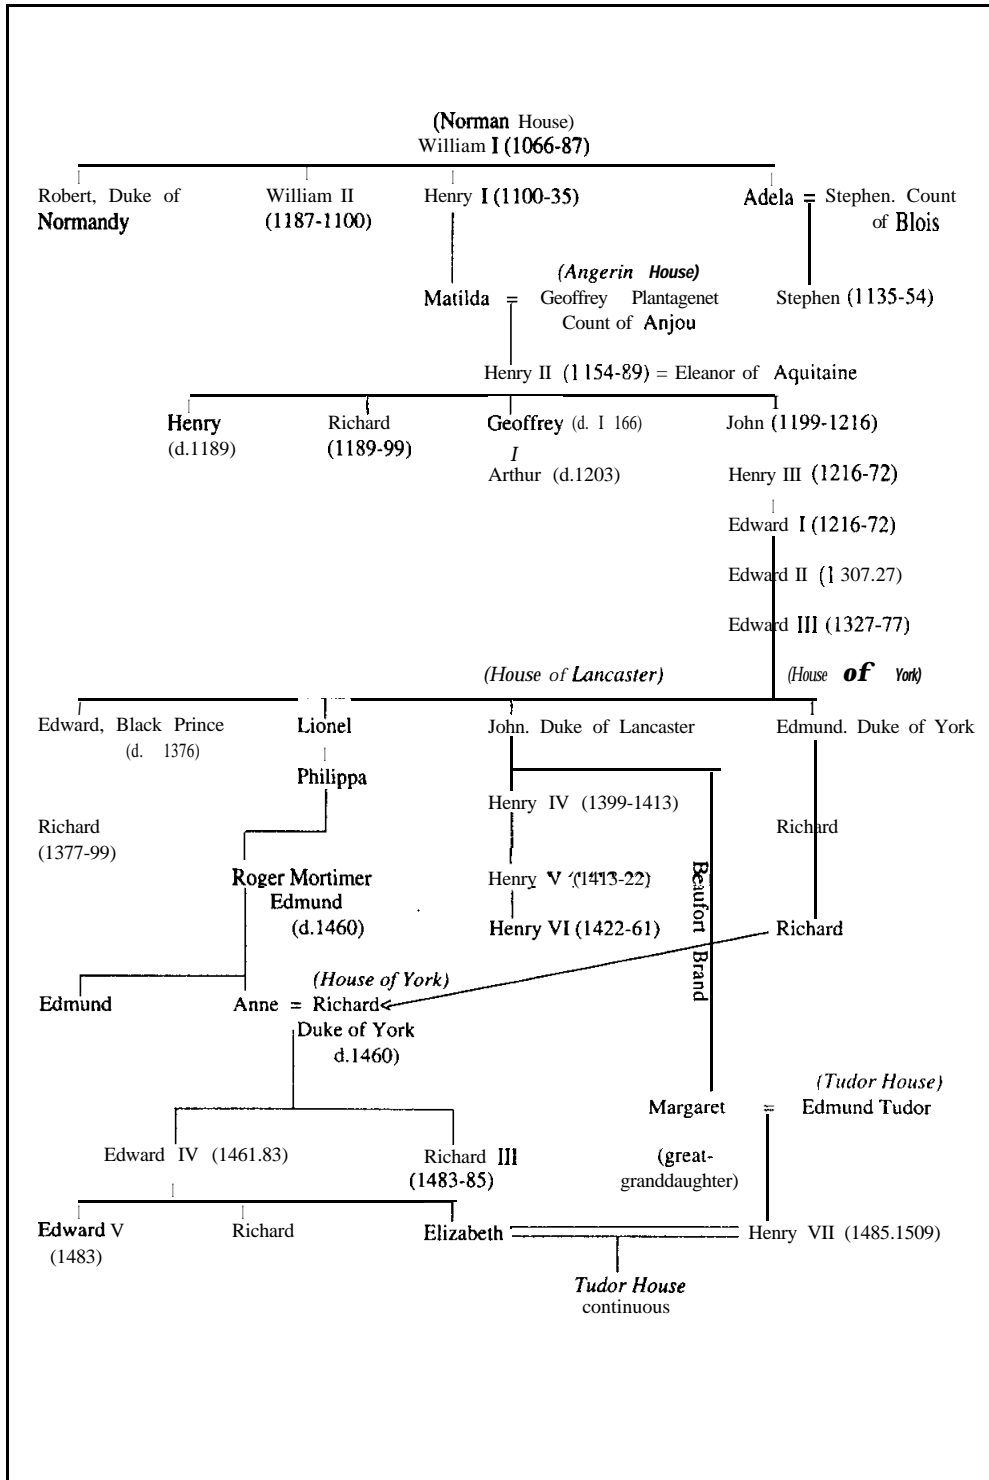 (Norman House)
William I (1066-87)
Robert, Duke of Normandy
William II (1187-1100)
Henry I (1100-35)
Adela = Stephen. Count of Blois
(Angerin House)
Matilda = Geoffrey Plantagenet
Count of Anjou
Stephen (1135-54)
Henry II (1154-89) = Eleanor of Aquitaine
Henry (d.1189)
Richard (1189-99)
Geoffrey (d. I 166)
John (1199-1216)
Arthur (d.1203)
Henry III (1216-72)
Edward I (1216-72)
Edward II (1 307.27)
Edward III (1327-77)
(House of Lancaster)
(House of York)
Edward, Black Prince
(d. 1376)
Lionel
John. Duke of Lancaster
Edmund. Duke of York
Philippa
Henry IV (1399-1413)
Richard
(1377-99)
Richard
Roger Mortimer
Edmund
(d.1460)
Henry V (1413-22)
Beaufort Brand
Henry VI (1422-61)
Richard
(House of York)
Edmund
Anne = Richard
Duke of York
d.1460)
(Tudor House)
Margaret = Edmund Tudor
Edward IV (1461.83)
Richard III
(1483-85)
(great-
granddaughter)
Edward V
(1483)
Richard
Elizabeth
Henry VII (1485.1509)
Tudor House
continuous